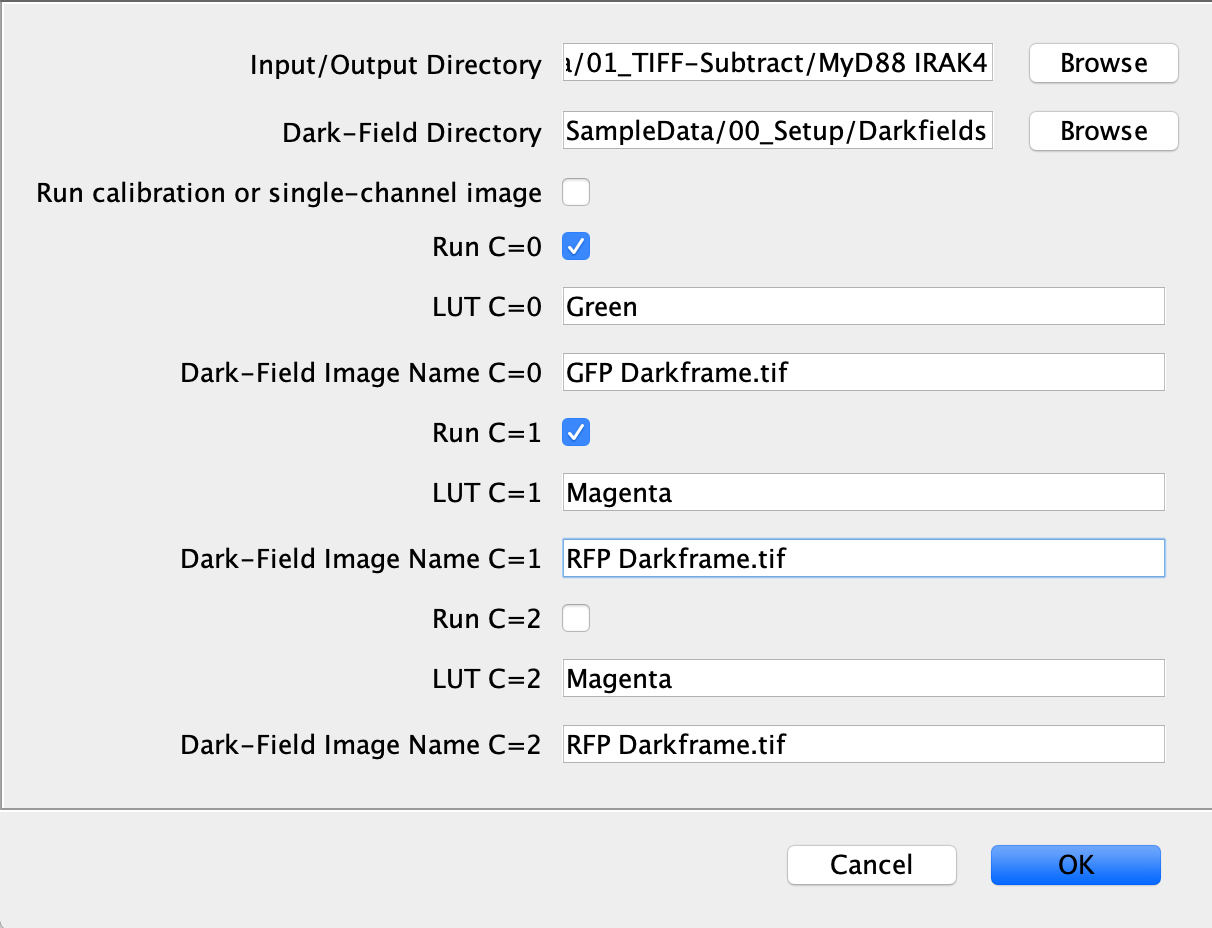 Input/Output Directory /01_TIFF-Subtract/MyD88 IRAK4 Browse
Dark-Field Directory SampleData/00_Setup/Darkfields Browse
Run calibration or single-channel image
Run C=0
LUT C=0 Green
Dark-Field Image Name C=0 GFP Darkframe.tif
Run C=1
LUT C=1 Magenta
Dark-Field Image Name C=1 RFP Darkframe.tif
Run C=2
LUT C=2 Magenta
Dark-Field Image Name C=2 RFP Darkframe.tif
Cancel OK